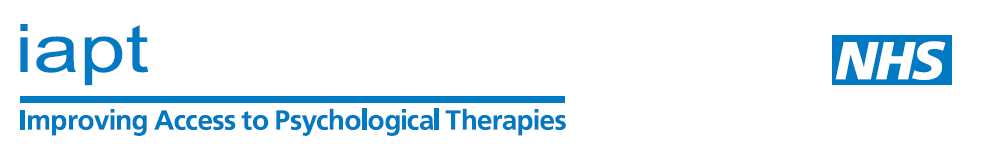 iapt
NHS
Improving Access to Psychological Therapies